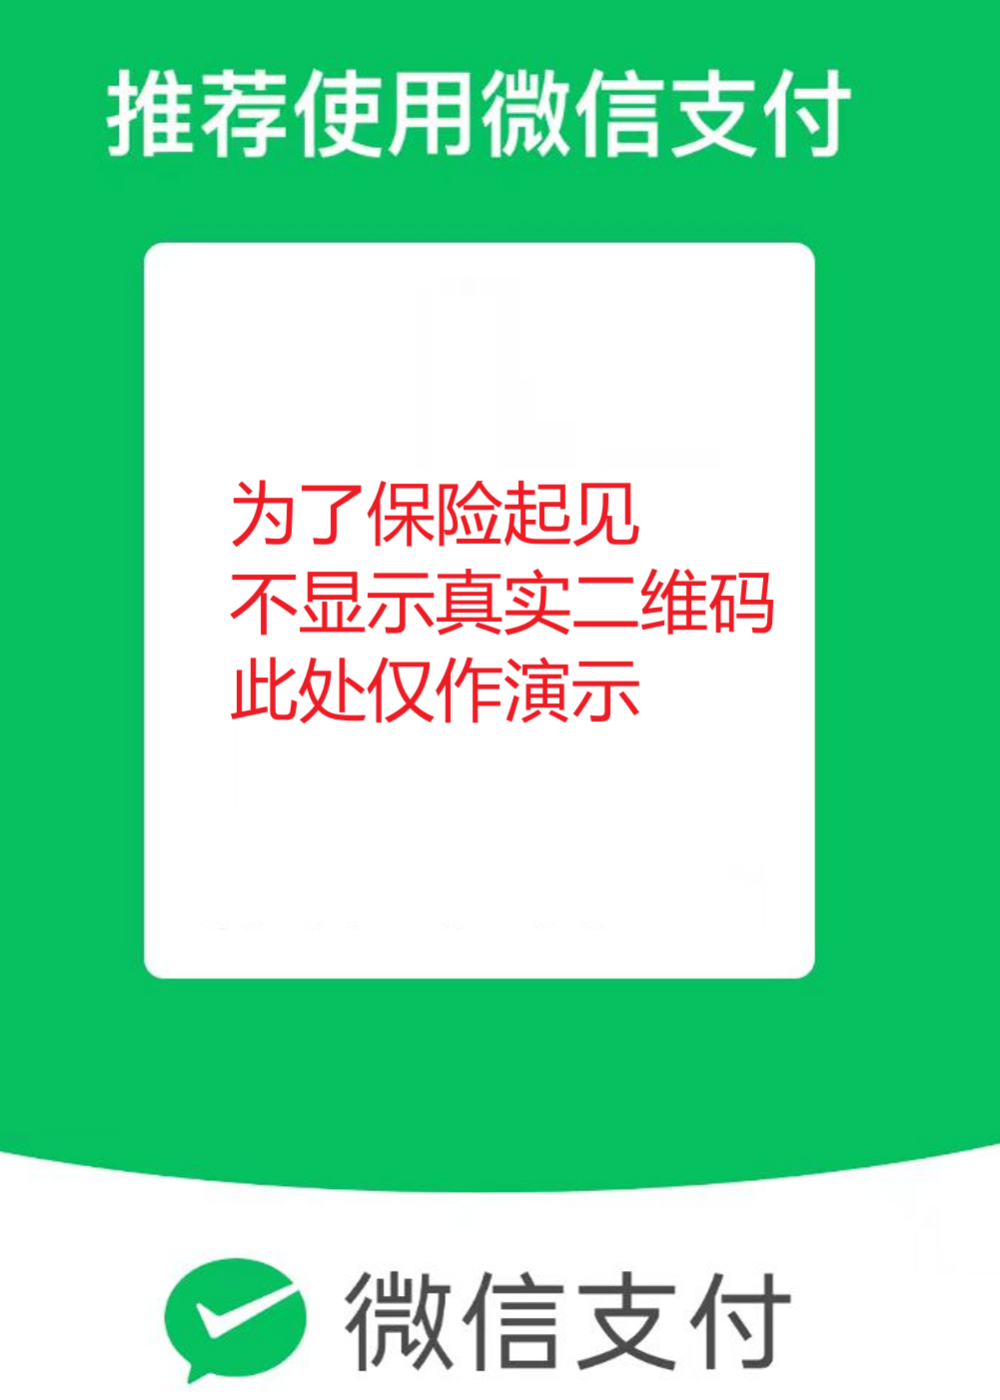 推荐使用微信支付
为了保险起见
不显示真实二维码
此处仅作演示
微信支付